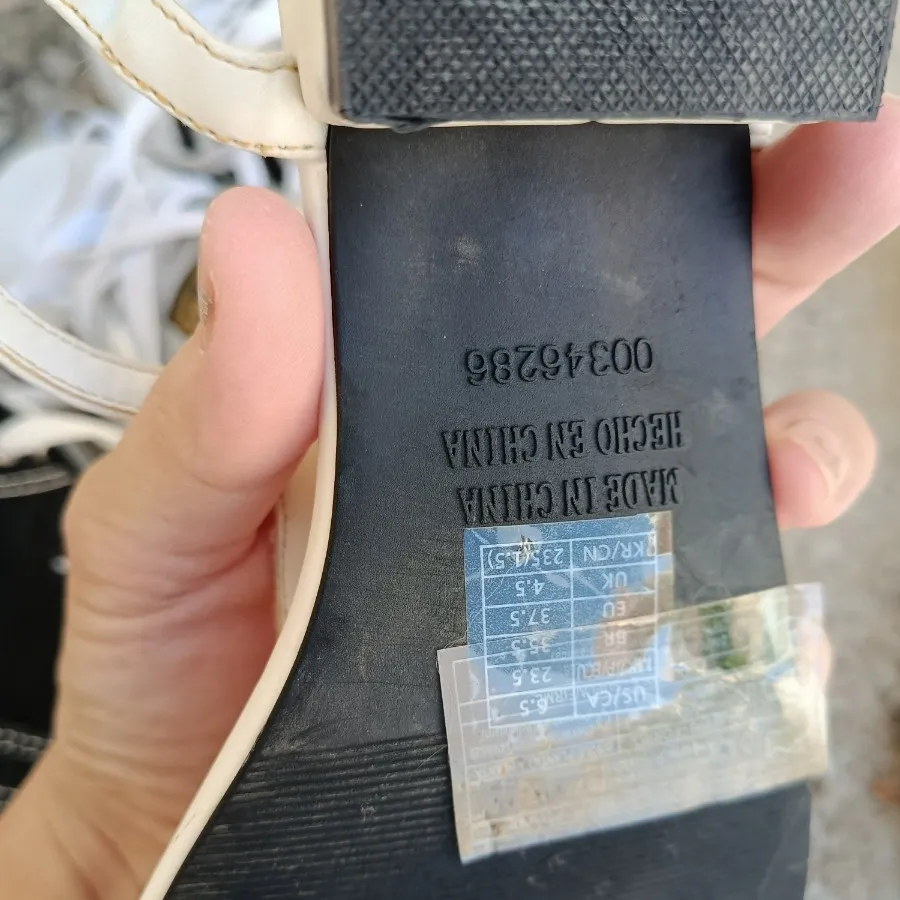 US/CA 6.5
23.5
BR 35.5
EU 37.5
UK 4.5
KR/CN 235(1.5)
MADE IN CHINA
HECHO EN CHINA
00346286